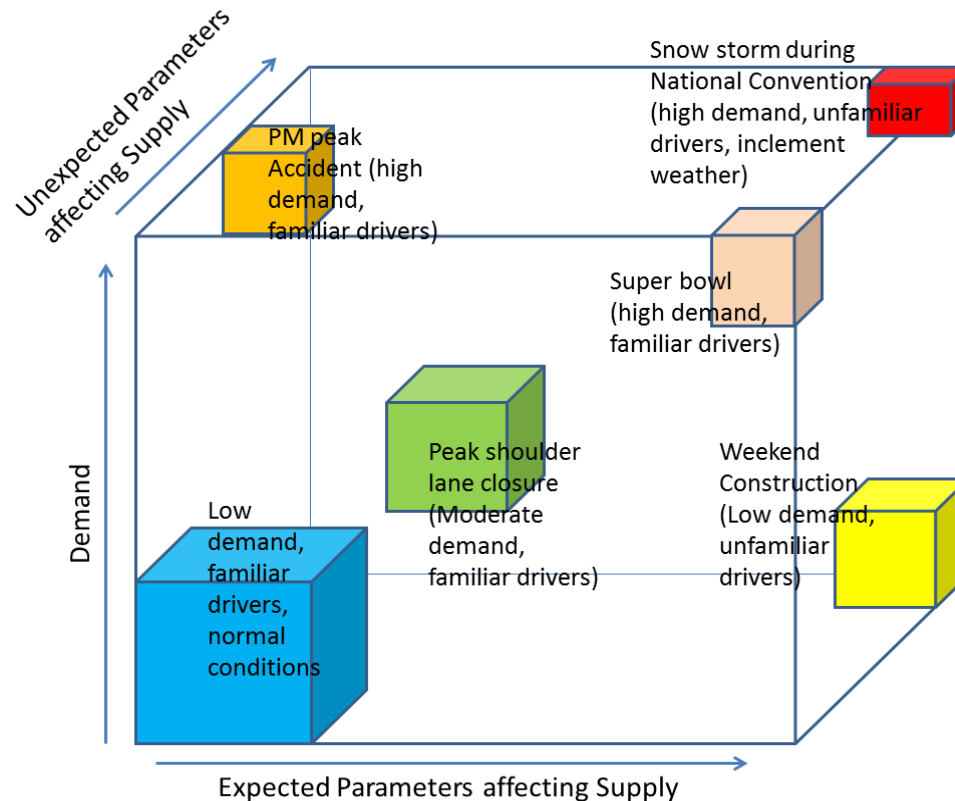 Unexpected Parameters
affecting Supply
Snow storm during
National Convention
(high demand, unfamiliar
drivers, inclement
weather)
PM peak
Accident (high
demand,
familiar drivers)
Super bowl
(high demand,
familiar drivers)
Demand
Peak shoulder
lane closure
(Moderate
demand,
familiar drivers)
Weekend
Construction
(Low demand,
unfamiliar
drivers)
Low
demand,
familiar
drivers,
normal
conditions
Expected Parameters affecting Supply